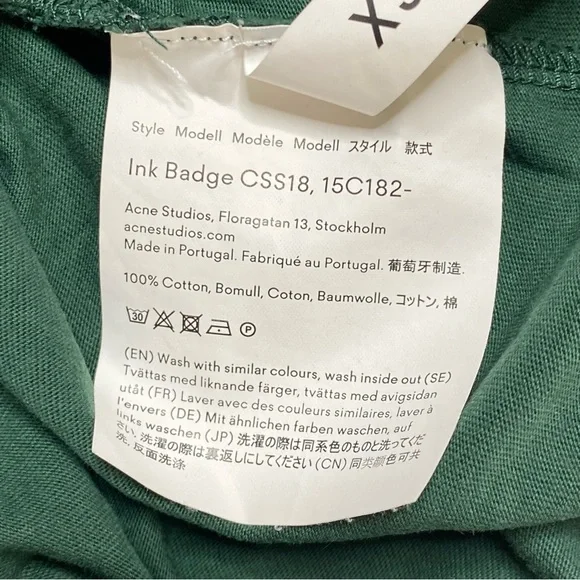 XS
Style Modell Modèle Modell スタイル 款式
Ink Badge CSS18, 15C182-
Acne Studios, Floragatan 13, Stockholm
acnestudios.com
Made in Portugal. Fabriqué au Portugal. 葡萄牙制造.
100% Cotton, Bomull, Coton, Baumwolle, コットン, 棉
30 P
(EN) Wash with similar colours, wash inside out (SE)
Tvättas med liknande färger, tvättas med avigsidan
utåt (FR) Laver avec des couleurs similaires, laver à
l'envers (DE) Mit ähnlichen farben waschen, auf
links waschen (JP) 洗濯の際は同系色のものと洗ってくだ
さい. 洗濯の際は裏返しにしてください (CN) 同类颜色可共
洗, 反面洗涤